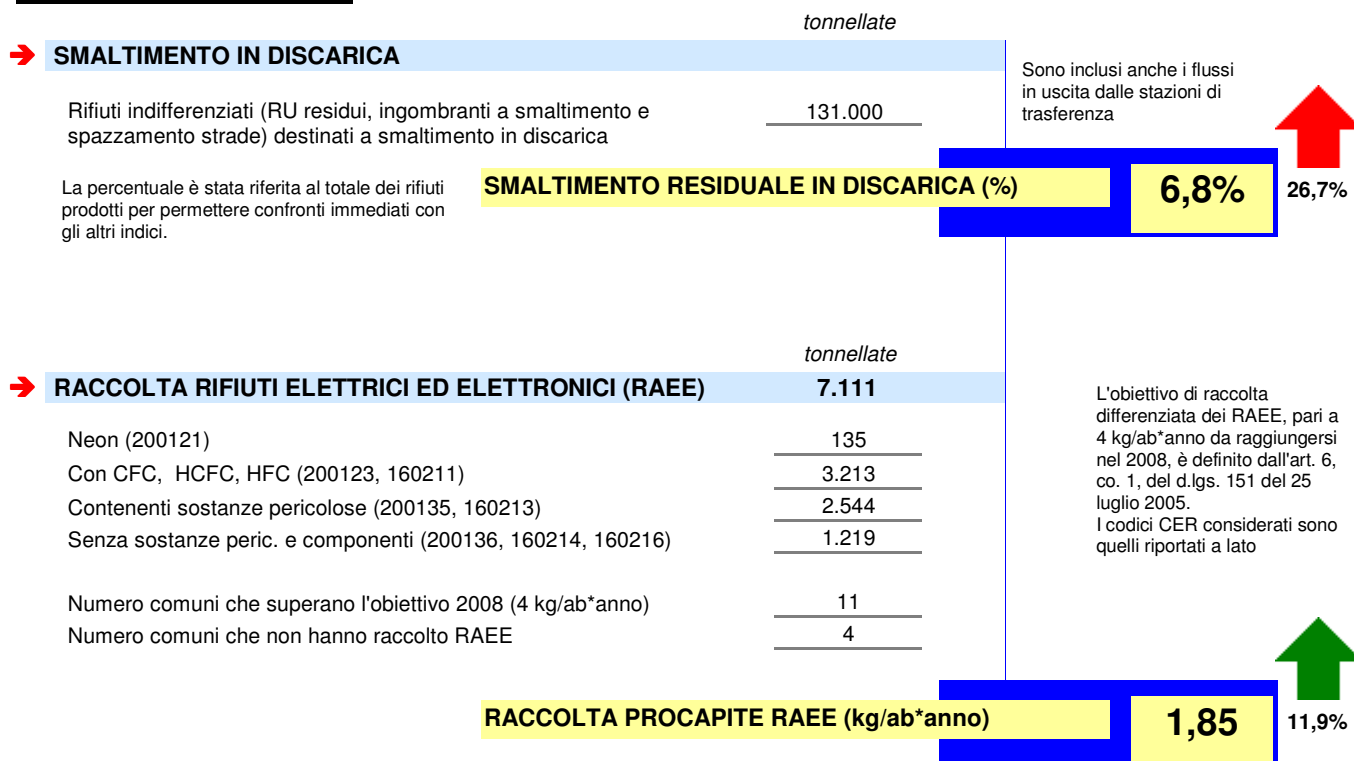 tonnellate
SMALTIMENTO IN DISCARICA
Sono inclusi anche i flussi
in uscita dalle stazioni di
trasferenza
Rifiuti indifferenziati (RU residui, ingombranti a smaltimento e
spazzamento strade) destinati a smaltimento in discarica
131.000
La percentuale è stata riferita al totale dei rifiuti
prodotti per permettere confronti immediati con
gli altri indici.
SMALTIMENTO RESIDUALE IN DISCARICA (%)
6,8%
26,7%
tonnellate
RACCOLTA RIFIUTI ELETTRICI ED ELETTRONICI (RAEE) 7.111
Neon (200121) 135
Con CFC, HCFC, HFC (200123, 160211) 3.213
Contenenti sostanze pericolose (200135, 160213) 2.544
Senza sostanze peric. e componenti (200136, 160214, 160216) 1.219
Numero comuni che superano l'obiettivo 2008 (4 kg/ab*anno) 11
Numero comuni che non hanno raccolto RAEE 4
L'obiettivo di raccolta
differenziata dei RAEE, pari a
4 kg/ab*anno da raggiungersi
nel 2008, è definito dall'art. 6,
co. 1, del d.lgs. 151 del 25
luglio 2005.
I codici CER considerati sono
quelli riportati a lato
RACCOLTA PROCAPITE RAEE (kg/ab*anno)
1,85
11,9%